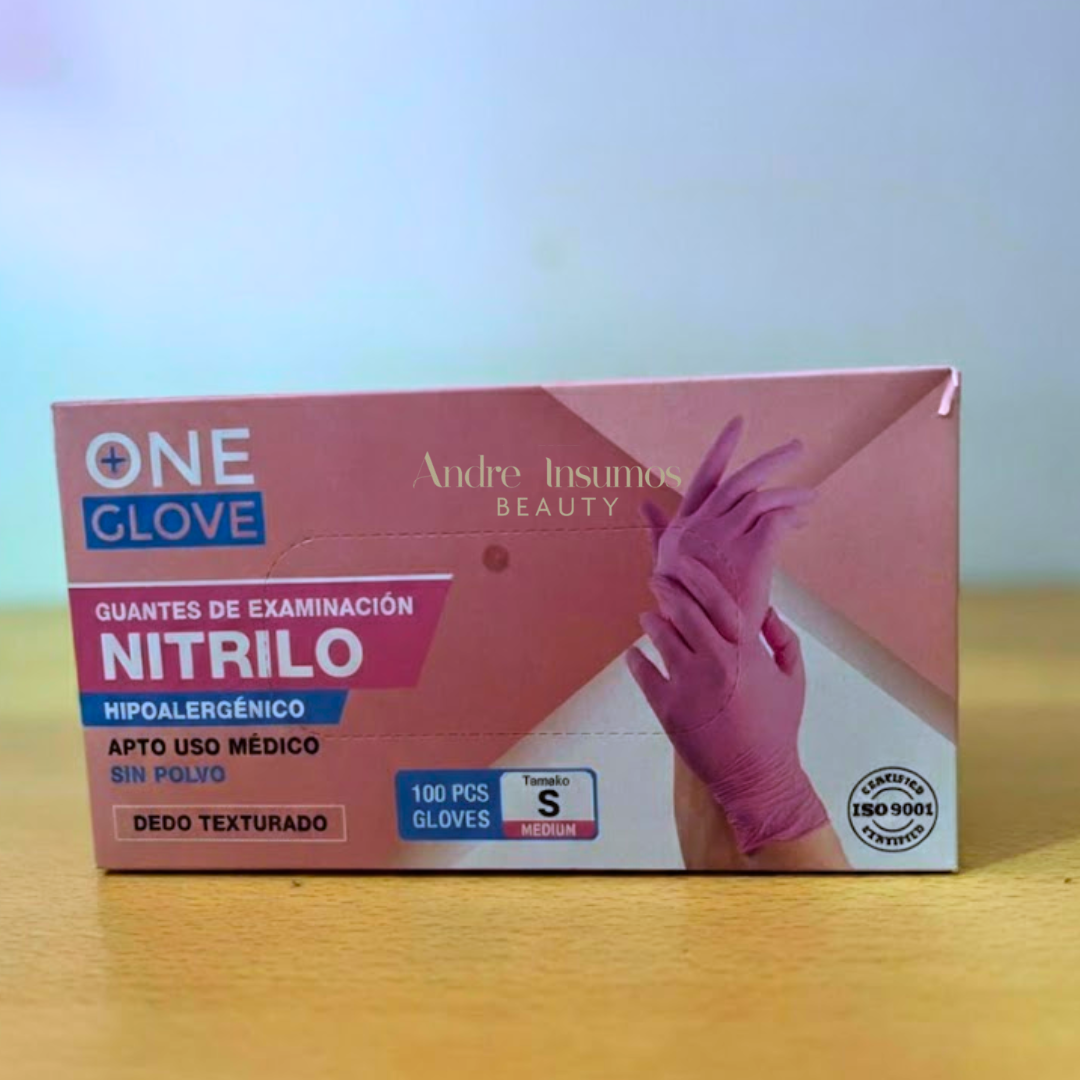 ONE
GLOVE
Andre Insumos
BEAUTY
GUANTES DE EXAMINACIÓN
NITRILO
HIPOALERGÉNICO
APTO USO MÉDICO
SIN POLVO
DEDO TEXTURADO
100 PCS
GLOVES
Tamako
S
MEDIUM
CERTIFIED
ISO 9001
CERTIFIED